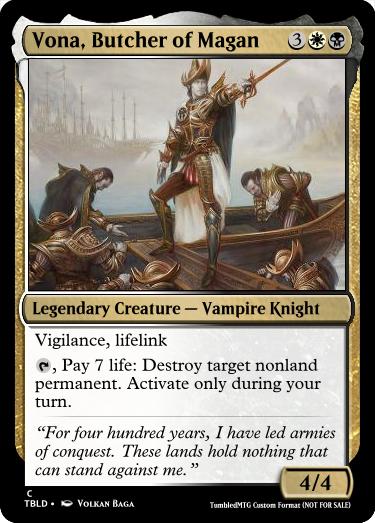 Vona, Butcher of Magan 3
Legendary Creature — Vampire Knight
Vigilance, lifelink
, Pay 7 life: Destroy target nonland
permanent. Activate only during your
turn.
“For four hundred years, I have led armies
of conquest. These lands hold nothing that
can stand against me.”
4/4
C
TBLD • Volkan Baga
TumbledMTG Custom Format (NOT FOR SALE)